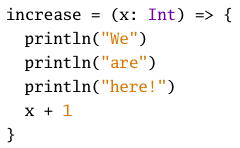 increase = (x: Int) => {
  println("We")
  println("are")
  println("here!")
  x + 1
}